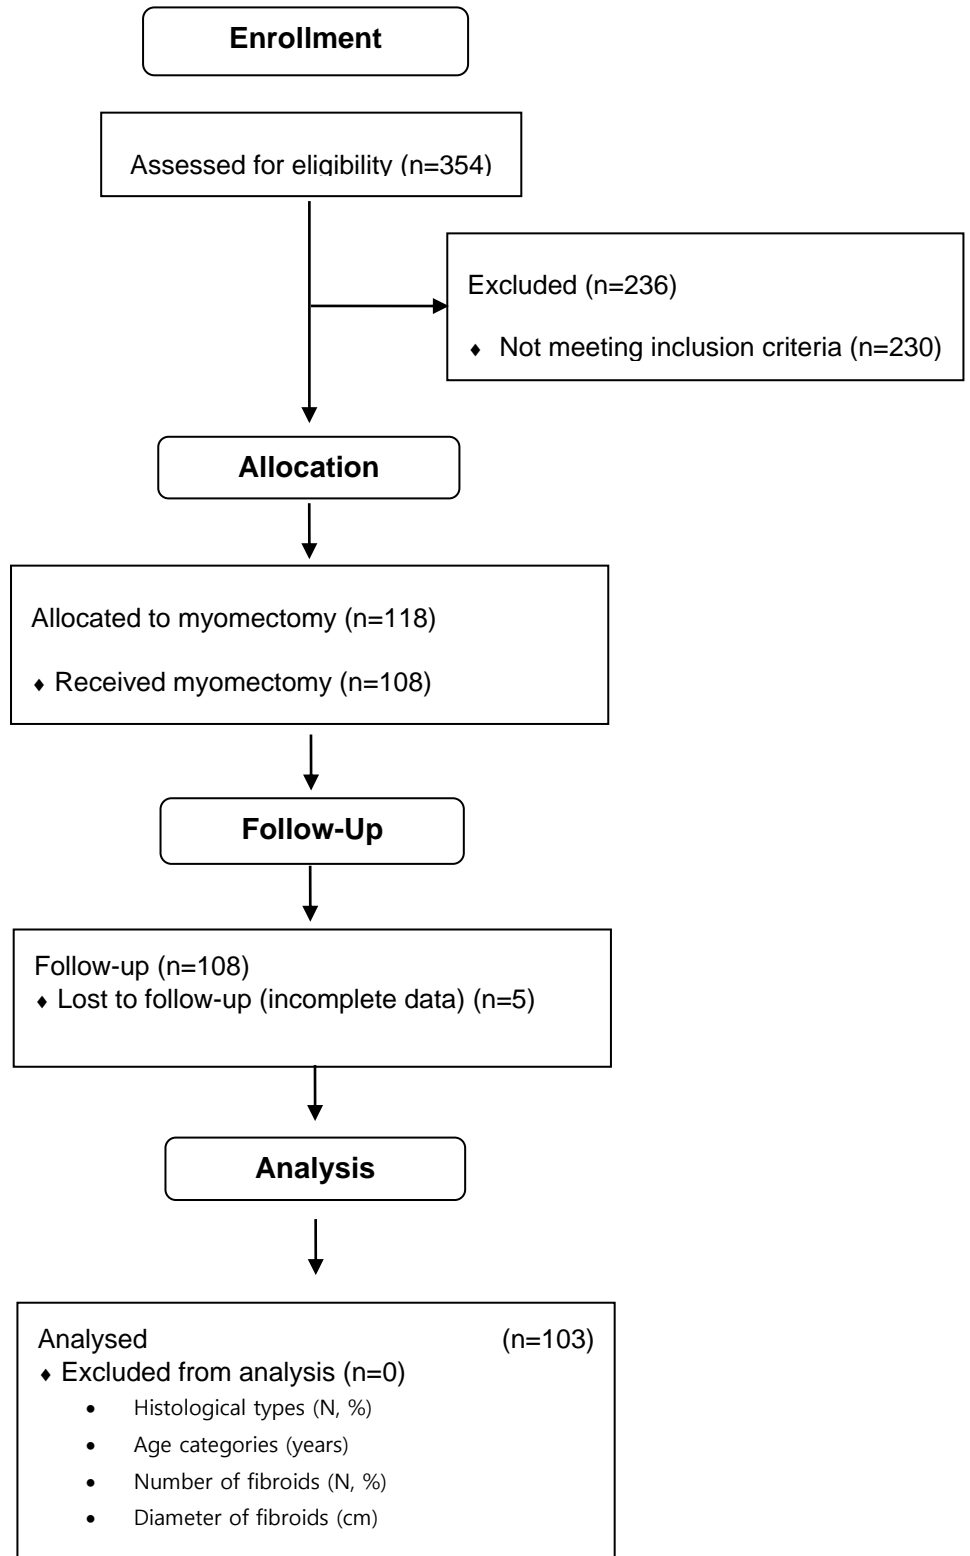 Enrollment
Assessed for eligibility (n=354)
Excluded (n=236)
♦ Not meeting inclusion criteria (n=230)
Allocation
Allocated to myomectomy (n=118)
♦ Received myomectomy (n=108)
Follow-Up
Follow-up (n=108)
♦ Lost to follow-up (incomplete data) (n=5)
Analysis
Analysed (n=103)
♦ Excluded from analysis (n=0)
• Histological types (N, %)
• Age categories (years)
• Number of fibroids (N, %)
• Diameter of fibroids (cm)